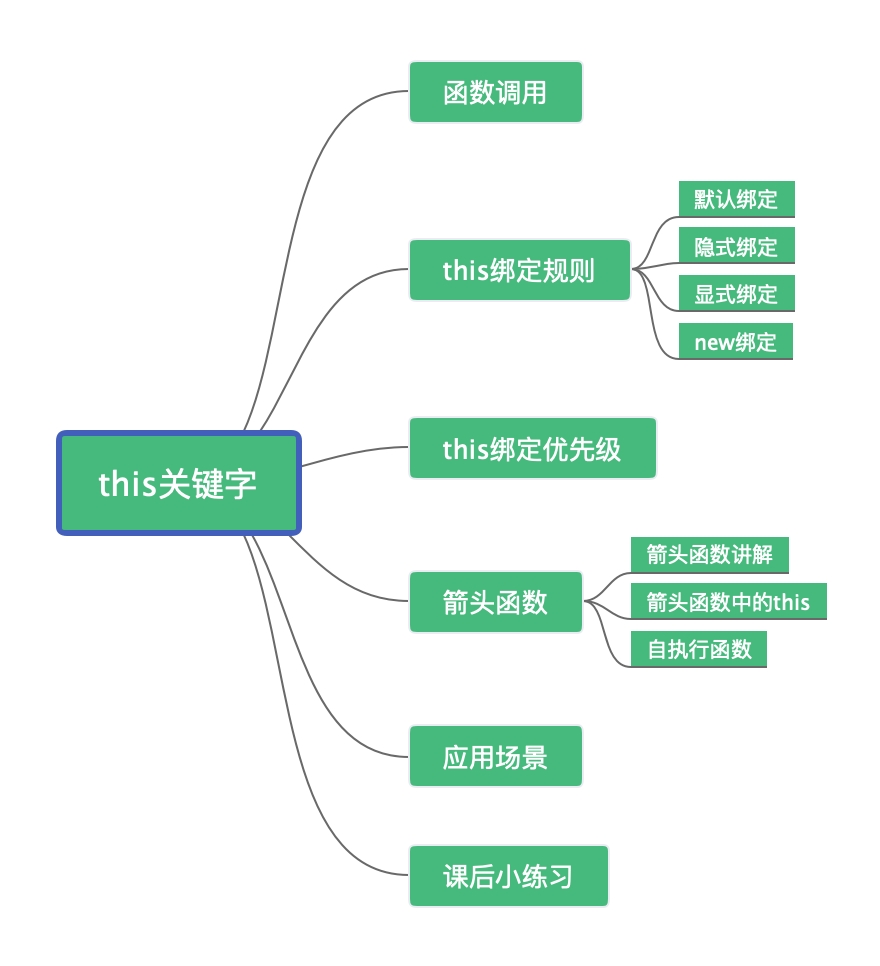 this关键字
函数调用
this绑定规则
默认绑定
隐式绑定
显式绑定
new绑定
this绑定优先级
箭头函数
箭头函数讲解
箭头函数中的this
自执行函数
应用场景
课后小练习